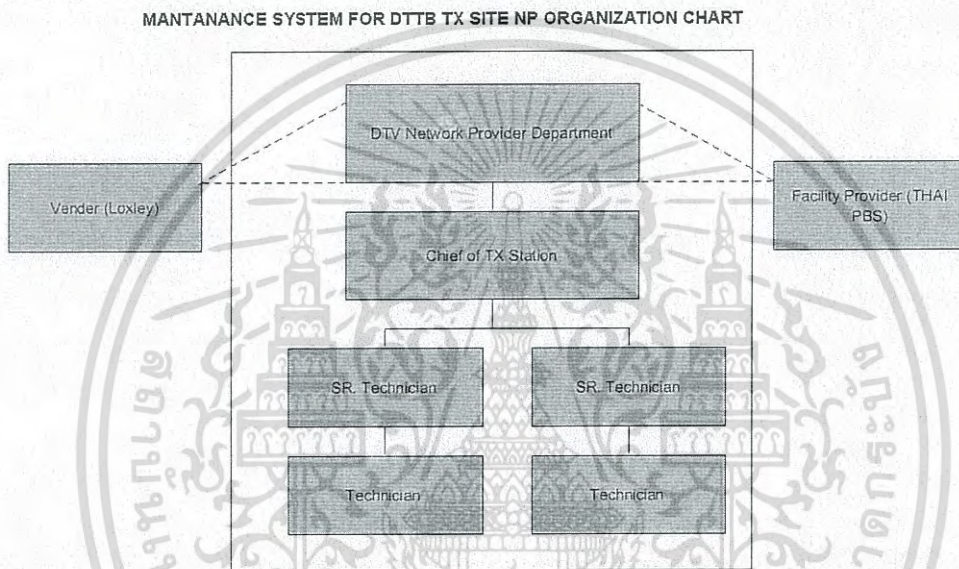 MANTANANCE SYSTEM FOR DTTB TX SITE NP ORGANIZATION CHART
DTV Network Provider Department
Vender (Loxley)
Facility Provider (THAI
PBS)
Chief of TX Station
SR. Technician
SR. Technician
Technician
Technician